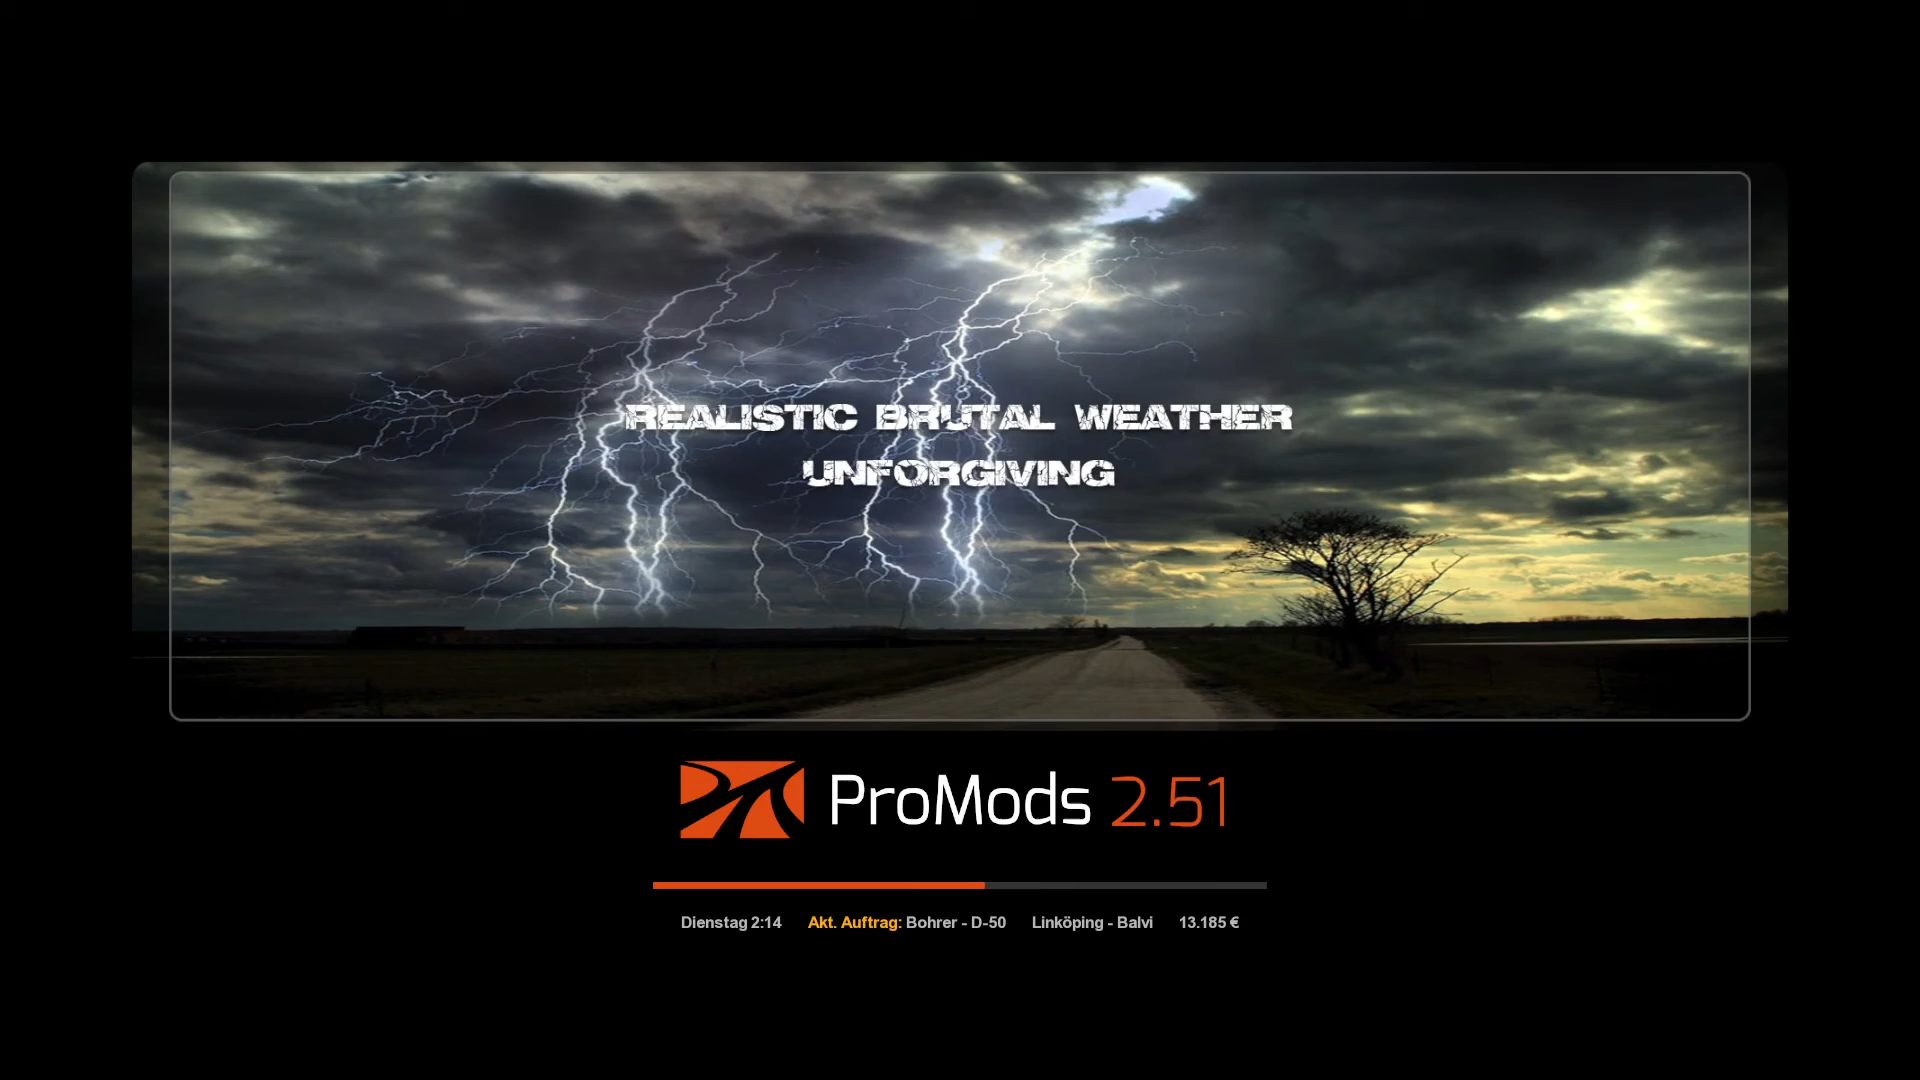 REALISTIC BRUTAL WEATHER
UNFORGIVING
ProMods 2.51
Dienstag 2:14 Akt. Auftrag: Bohrer - D-50 Linköping - Balvi 13.185 €